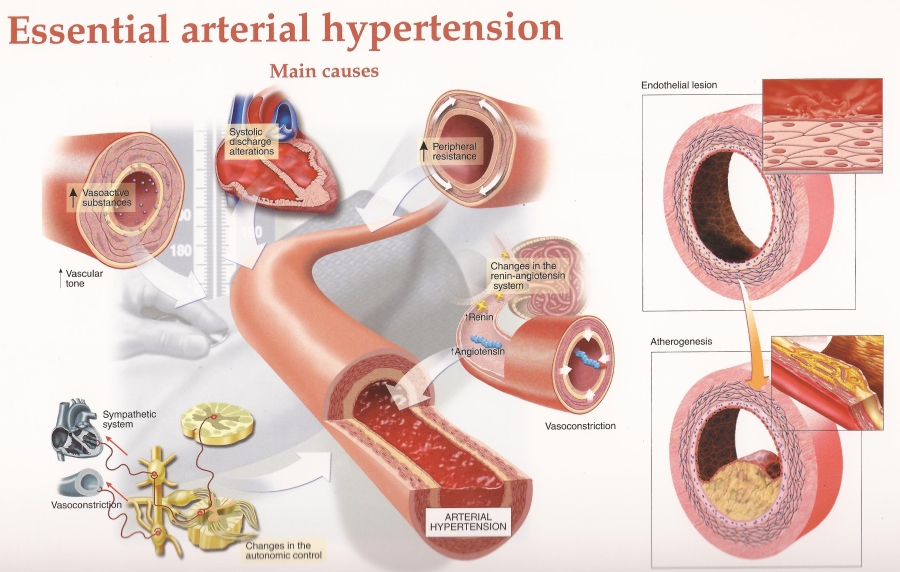 Essential arterial hypertension
Main causes
Systolic
discharge
alterations
↑ Peripheral
resistance
↑ Vasoactive
substances
↑ Vascular
tone
180
Changes in the
renin-angiotensin
system
↑Renin
↑Angiotensin
Vasoconstriction
Sympathetic
system
Vasoconstriction
Changes in the
autonomic control
ARTERIAL
HYPERTENSION
Endothelial lesion
Atherogenesis